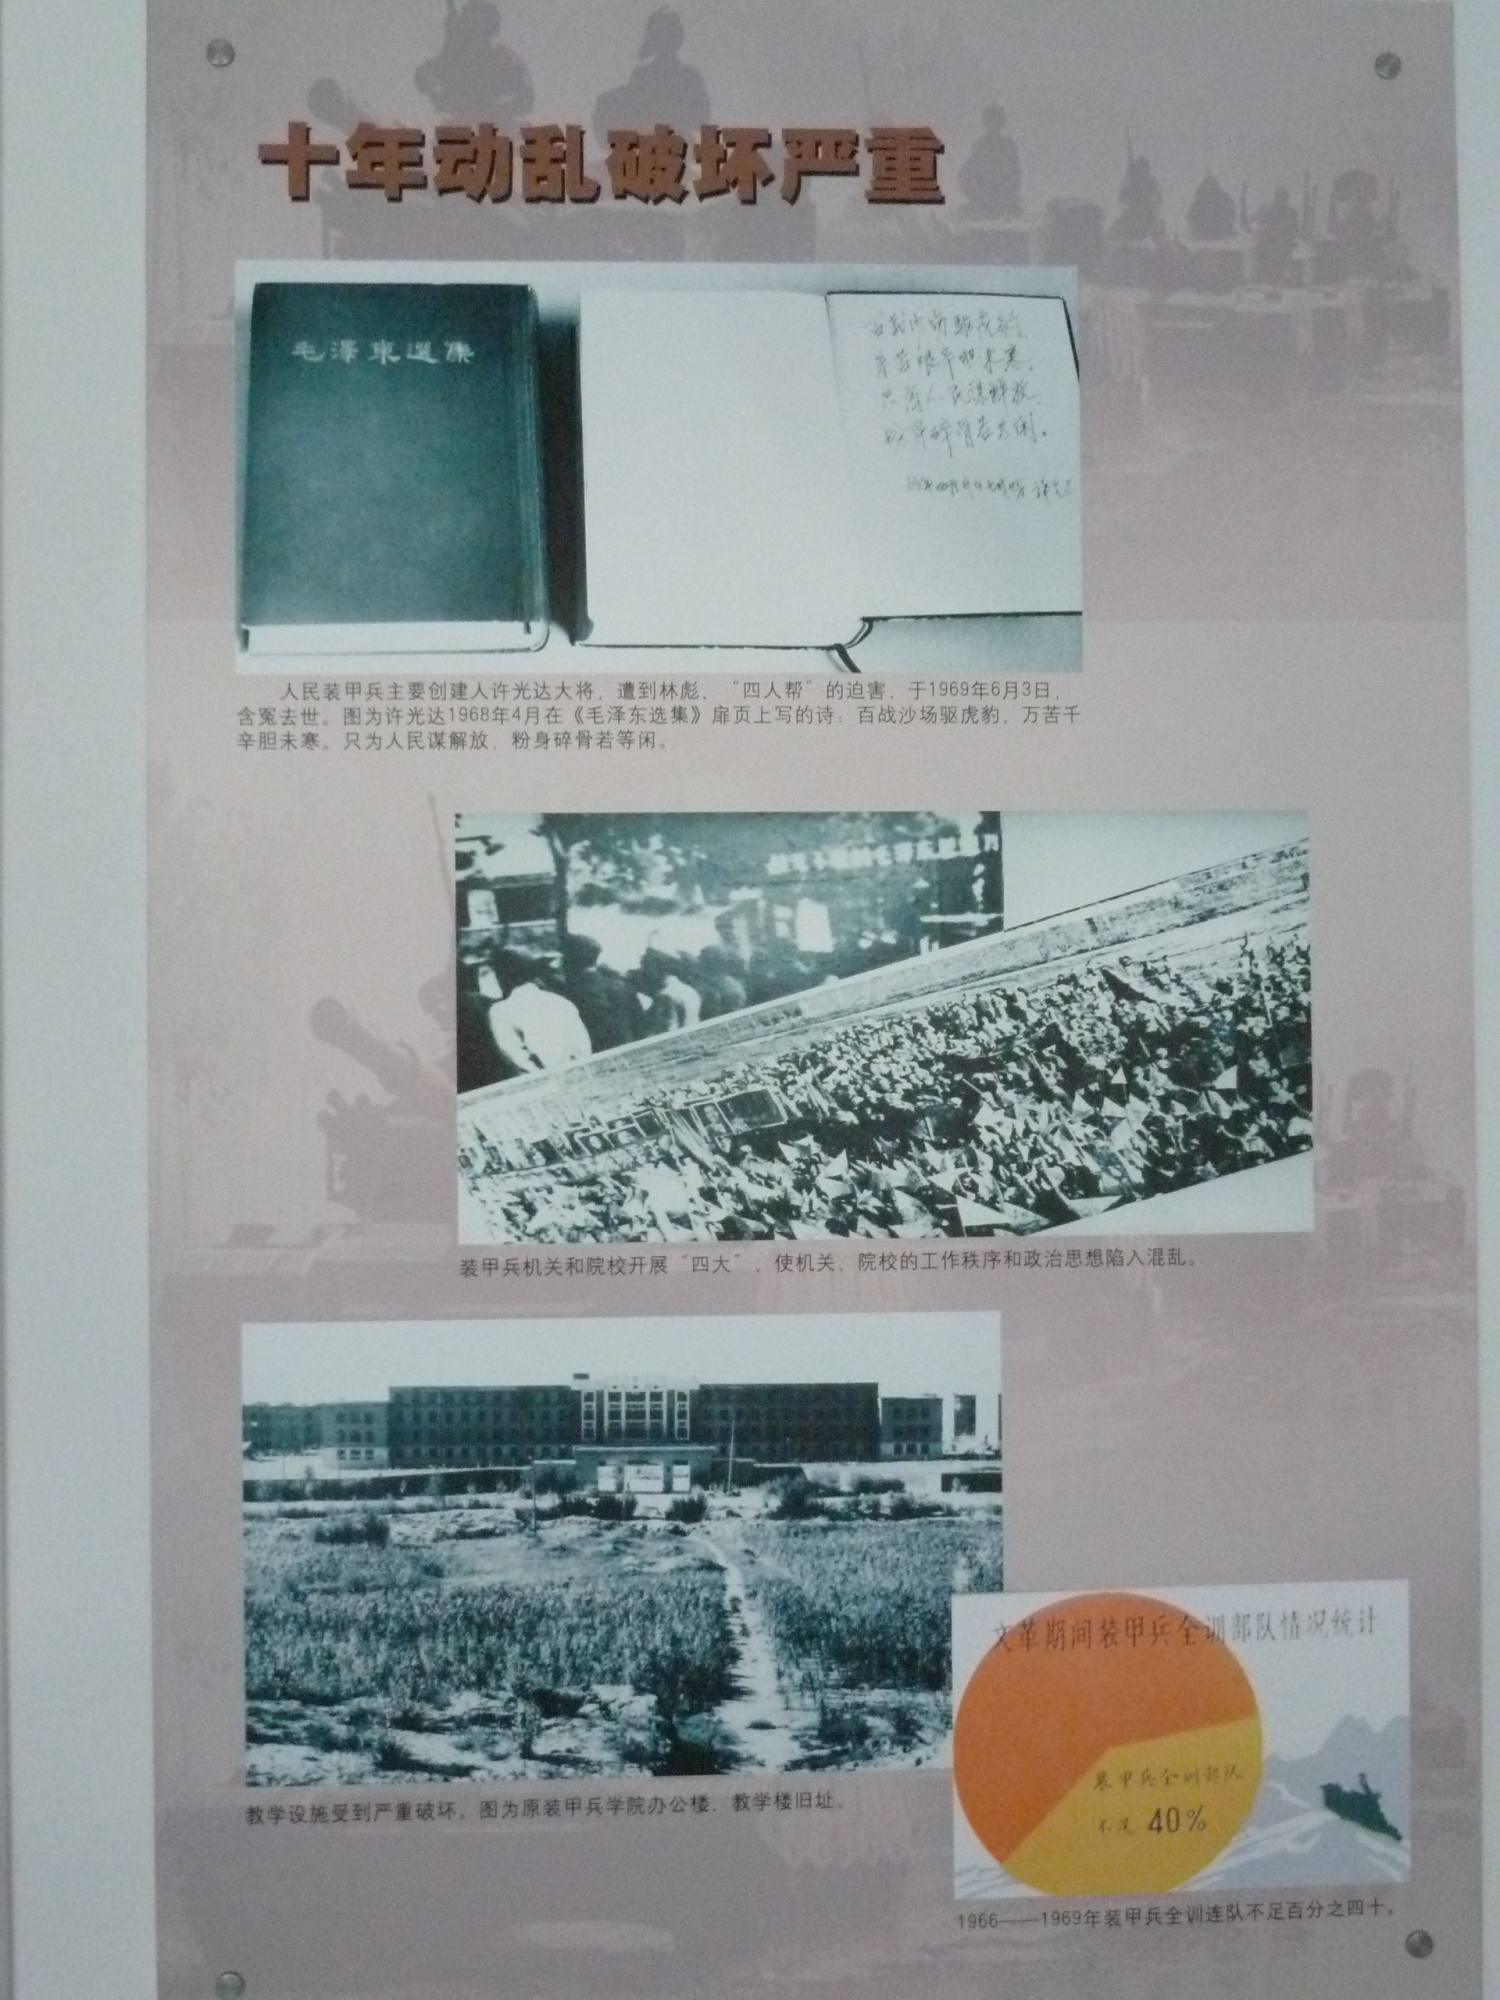 十年动乱破坏严重
毛澤東選集
百战沙场驱虎豹，
万苦艰辛胆未寒。
只为人民谋解放，
粉身碎骨若等闲。
人民装甲兵主要创建人许光达大将，遭到林彪、“四人帮”的迫害，于1969年6月3日，
含冤去世。图为许光达1968年4月在《毛泽东选集》扉页上写的诗：百战沙场驱虎豹，万苦千
辛胆未寒。只为人民谋解放，粉身碎骨若等闲。
装甲兵机关和院校开展“四大”，使机关、院校的工作秩序和政治思想陷入混乱。
教学设施受到严重破坏。图为原装甲兵学院办公楼、教学楼旧址。
文革期间装甲兵全训部队情况统计
装甲兵全训部队
不足 40%
1966——1969年装甲兵全训连队不足百分之四十。